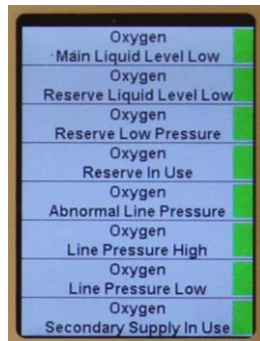 Oxygen
Main Liquid Level Low
Oxygen
Reserve Liquid Level Low
Oxygen
Reserve Low Pressure
Oxygen
Reserve In Use
Oxygen
Abnormal Line Pressure
Oxygen
Line Pressure High
Oxygen
Line Pressure Low
Oxygen
Secondary Supply In Use